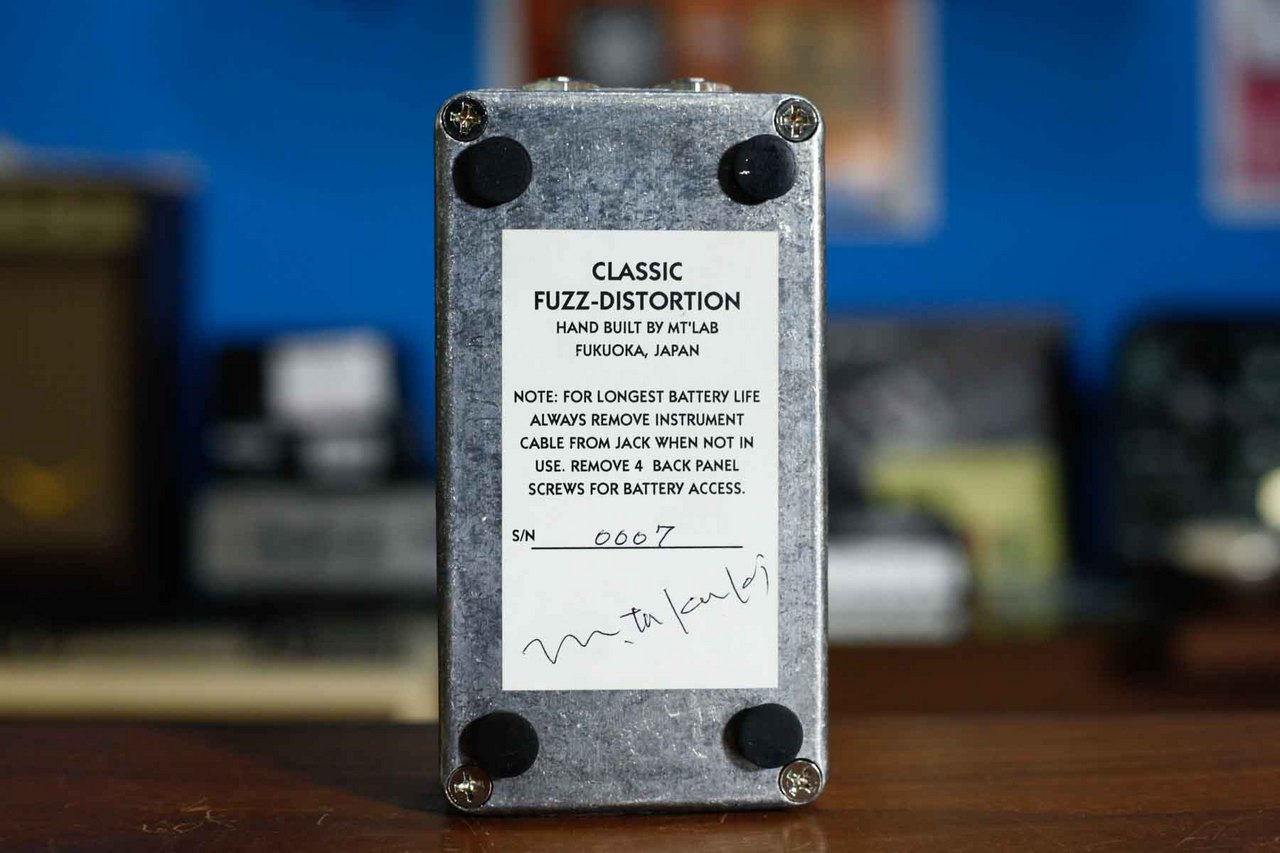 CLASSIC
FUZZ-DISTORTION
HAND BUILT BY MT'LAB
FUKUOKA, JAPAN
NOTE: FOR LONGEST BATTERY LIFE
ALWAYS REMOVE INSTRUMENT
CABLE FROM JACK WHEN NOT IN
USE. REMOVE 4 BACK PANEL
SCREWS FOR BATTERY ACCESS.
S/N 0007